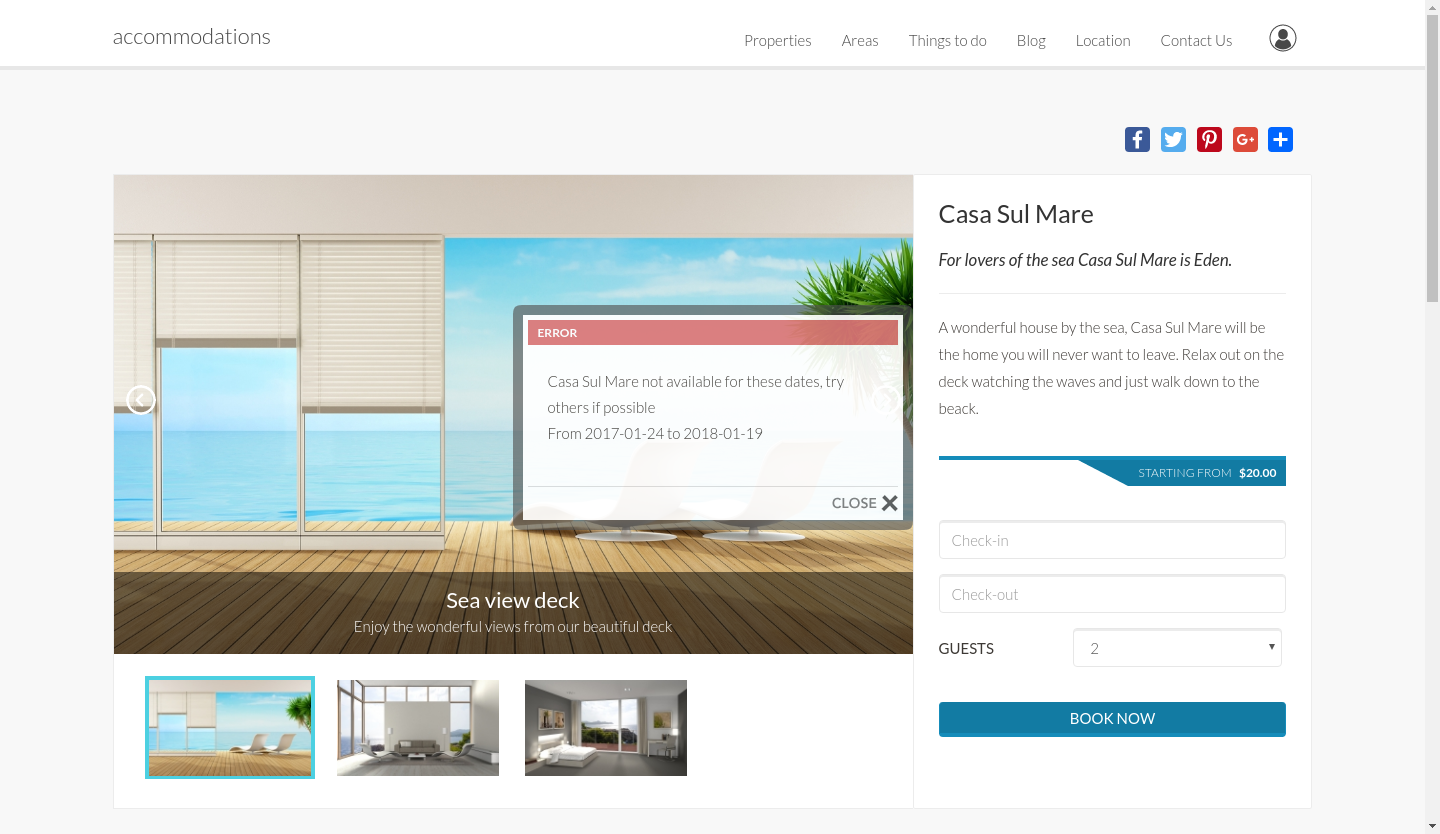 accommodations
Properties
Areas
Things to do
Blog
Location
Contact Us
Casa Sul Mare
For lovers of the sea Casa Sul Mare is Eden.
A wonderful house by the sea, Casa Sul Mare will be
the home you will never want to leave. Relax out on the
deck watching the waves and just walk down to the
beack.
STARTING FROM $20.00
Check-in
Check-out
GUESTS
2
BOOK NOW
ERROR
Casa Sul Mare not available for these dates, try
others if possible
From 2017-01-24 to 2018-01-19
CLOSE
Sea view deck
Enjoy the wonderful views from our beautiful deck